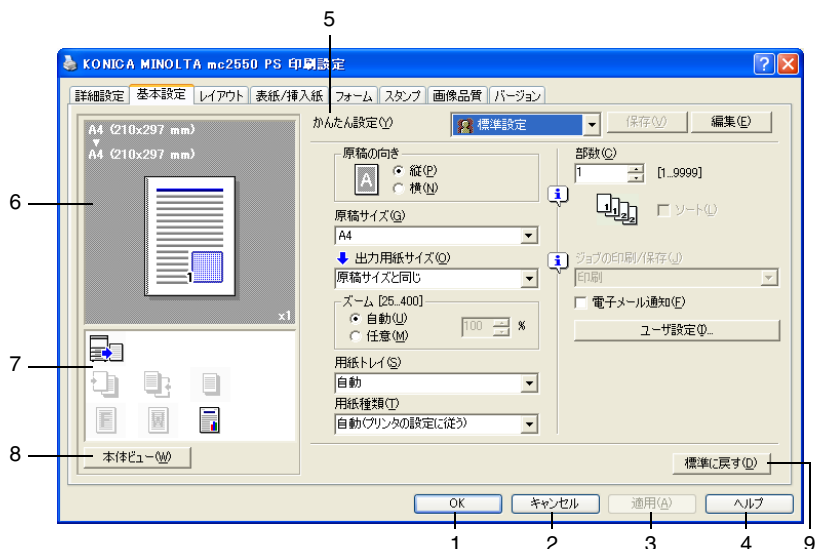 5
KONICA MINOLTA mc2550 PS 印刷設定
詳細設定 基本設定 レイアウト 表紙/挿入紙 フォーム スタンプ 画像品質 バージョン
かんたん設定(Y) 標準設定 保存(V) 編集(E)
A4 (210x297 mm)
A4 (210x297 mm)
1
x1
6
7
F W
8
本体ビュー(W)
原稿の向き
A
縦(P)
横(N)
原稿サイズ(G)
A4
出力用紙サイズ(O)
原稿サイズと同じ
ズーム [25...400]
自動(U)
任意(M)
100 %
用紙トレイ(S)
自動
用紙種類(T)
自動(プリンタの設定に従う)
部数(C)
1 [1...9999]
1 1 2 2
ソート(L)
ジョブの印刷/保存(J)
印刷
電子メール通知(F)
ユーザ設定(I)...
標準に戻す(D)
OK キャンセル 適用(A) ヘルプ
1 2 3 4 9